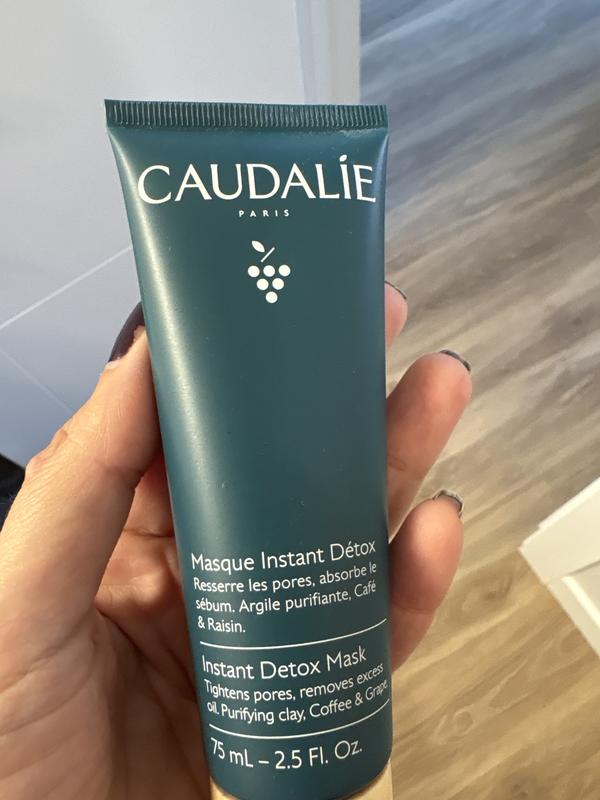 CAUDALÍE
PARIS
Masque Instant Détox
Resserre les pores, absorbe le
sébum. Argile purifiante, Café
& Raisin.
Instant Detox Mask
Tightens pores, removes excess
oil. Purifying clay, Coffee & Grape.
75 mL – 2.5 Fl. Oz.